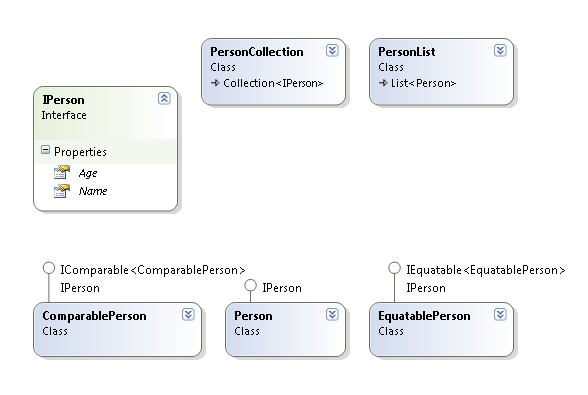 PersonCollection
Class
Collection<IPerson>
PersonList
Class
List<Person>
IPerson
Interface
Properties
Age
Name
IComparable<ComparablePerson>
IPerson
ComparablePerson
Class
IPerson
Person
Class
IEquatable<EquatablePerson>
IPerson
EquatablePerson
Class